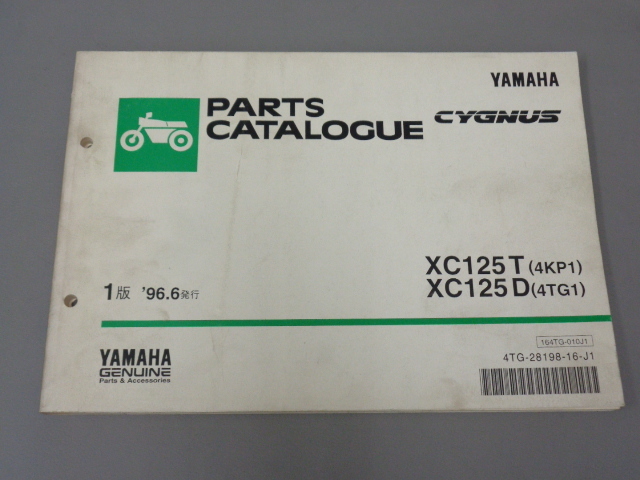 YAMAHA
PARTS
CATALOGUE
CYGNUS
XC125T(4KP1)
XC125D(4TG1)
1版 '96.6発行
164TG-010J1
4TG-28198-16-J1
YAMAHA
GENUINE
Parts & Accessories